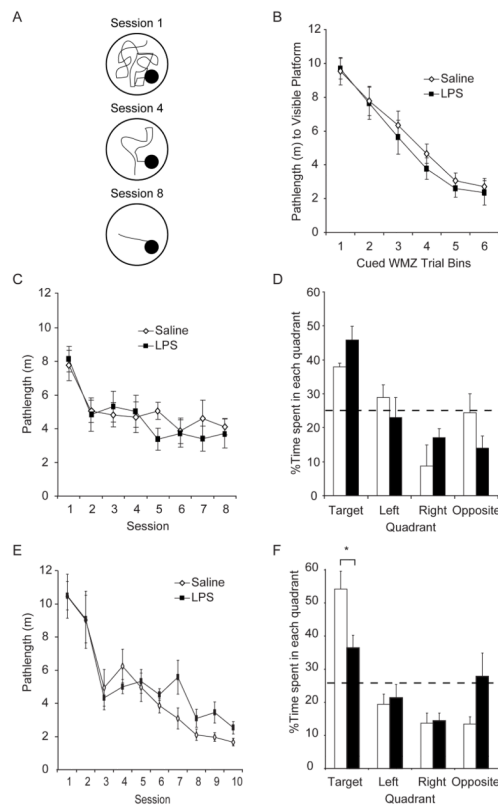 A
Session 1
Session 4
Session 8
B
Pathlength (m) to Visible Platform
12
10
8
6
4
2
0
Saline
LPS
1 2 3 4 5 6
Cued WMZ Trial Bins
C
Pathlength (m)
12
10
8
6
4
2
0
Saline
LPS
1 2 3 4 5 6 7 8
Session
D
%Time spent in each quadrant
60
50
40
30
20
10
0
Target Left Right Opposite
Quadrant
E
Pathlength (m)
12
10
8
6
4
2
0
Saline
LPS
1 2 3 4 5 6 7 8 9 10
Session
F
%Time spent in each quadrant
60
50
40
30
20
10
0
*
Target Left Right Opposite
Quadrant